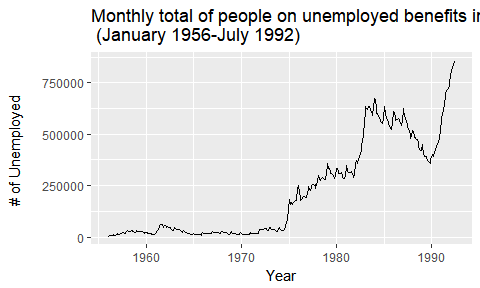 Monthly total of people on unemployed benefits
(January 1956-July 1992)
# of Unemployed
750000
500000
250000
0
1960
1970
1980
1990
Year